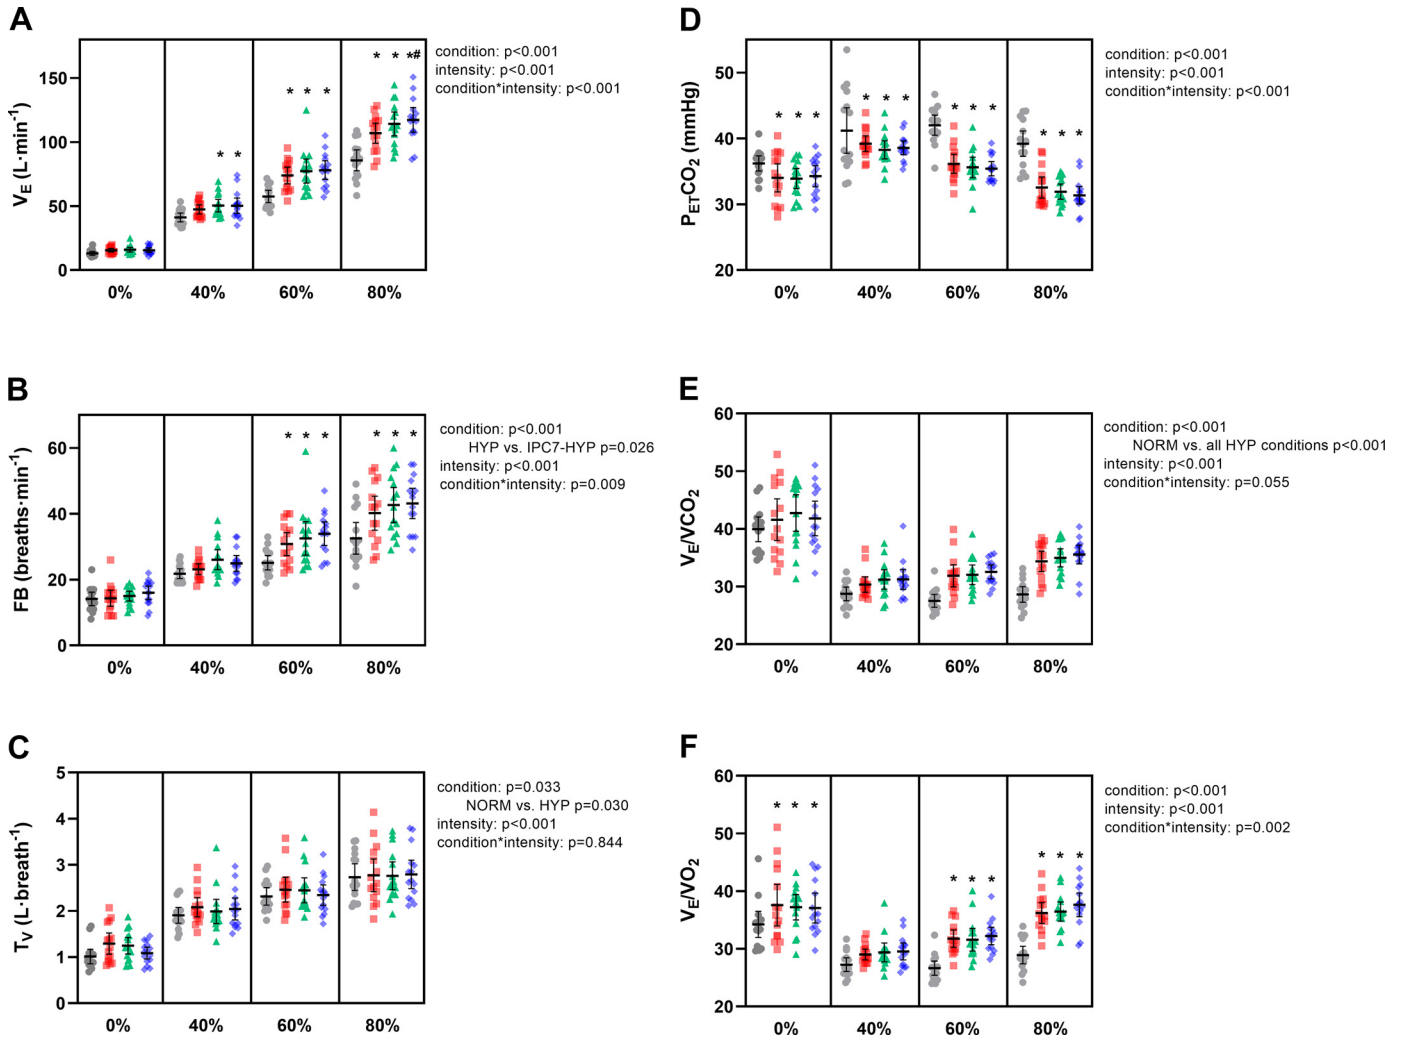 A
V_E (L·min⁻¹)
150
100
50
0
* *
* * *
* * *#
0% 40% 60% 80%
condition: p<0.001
intensity: p<0.001
condition*intensity: p<0.001
B
FB (breaths·min⁻¹)
60
40
20
0
* * *
* * *
0% 40% 60% 80%
condition: p<0.001
HYP vs. IPC7-HYP p=0.026
intensity: p<0.001
condition*intensity: p=0.009
C
T_V (L·breath⁻¹)
5
4
3
2
1
0
0% 40% 60% 80%
condition: p=0.033
NORM vs. HYP p=0.030
intensity: p<0.001
condition*intensity: p=0.844
D
P_ETCO₂ (mmHg)
50
40
30
20
* * *
* * *
* * *
* * *
0% 40% 60% 80%
condition: p<0.001
intensity: p<0.001
condition*intensity: p<0.001
E
V_E/VCO₂
60
50
40
30
20
0% 40% 60% 80%
condition: p<0.001
NORM vs. all HYP conditions p<0.001
intensity: p<0.001
condition*intensity: p=0.055
F
V_E/VO₂
60
50
40
30
20
* * *
* * *
* * *
0% 40% 60% 80%
condition: p<0.001
intensity: p<0.001
condition*intensity: p=0.002